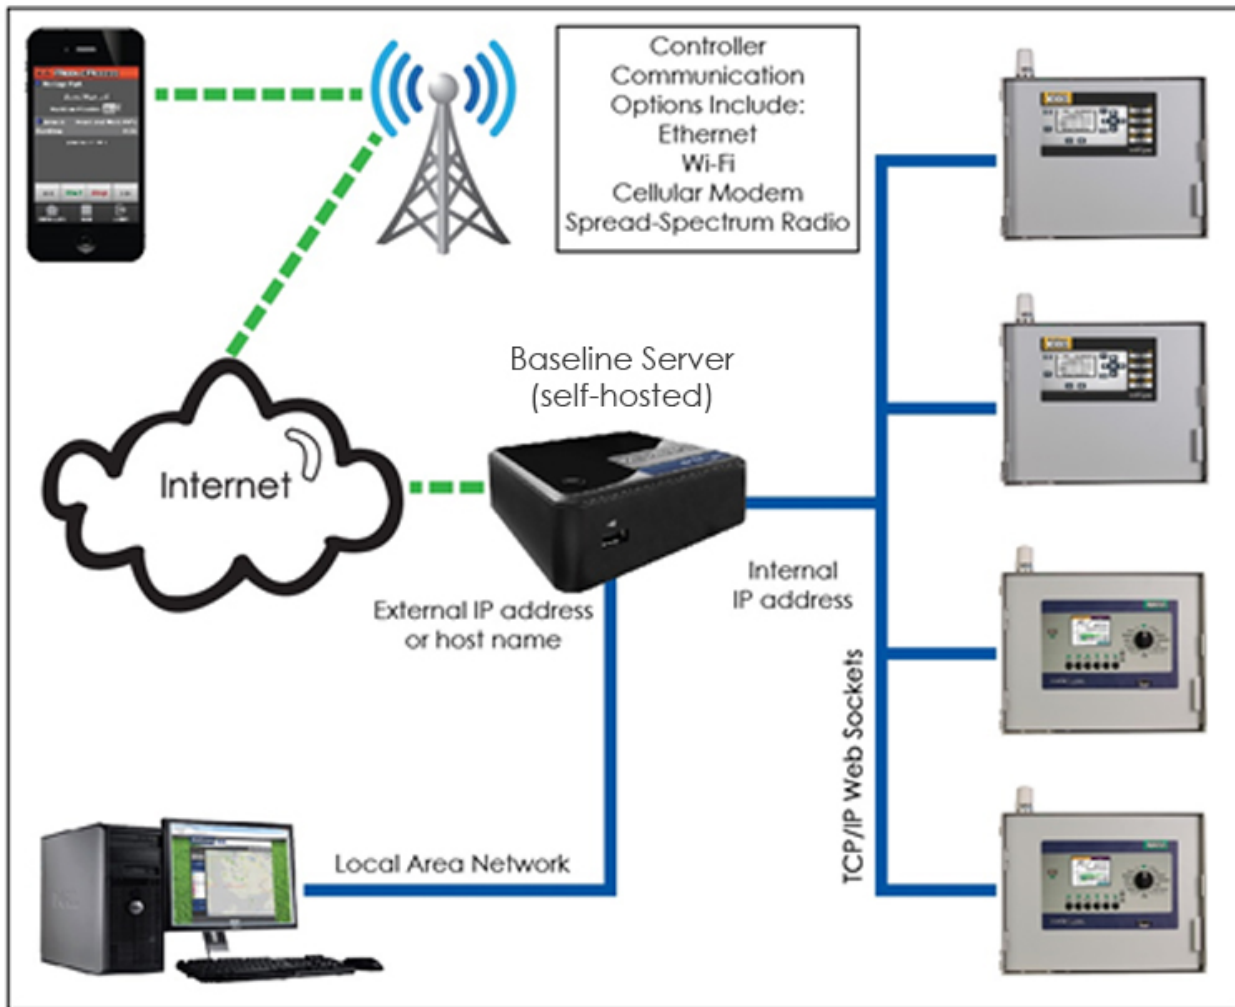 Controller
Communication
Options Include:
Ethernet
Wi-Fi
Cellular Modem
Spread-Spectrum Radio
Baseline Server
(self-hosted)
Internet
External IP address
or host name
Internal
IP address
TCP/IP Web Sockets
Local Area Network